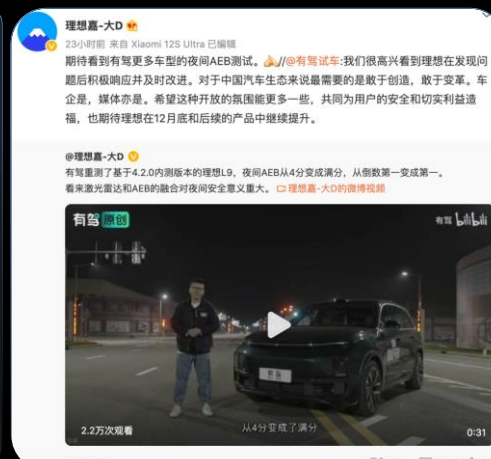 理想嘉-大D
23小时前 来自 Xiaomi 12S Ultra 已编辑
期待看到有驾更多车型的夜间AEB测试。//@有驾试车:我们很高兴看到理想在发现问
题后积极响应并及时改进。对于中国汽车生态来说最需要的是敢于创造，敢于变革。车
企是，媒体亦是。希望这种开放的氛围能更多一些，共同为用户的安全和切实利益造
福，也期待理想在12月底和后续的产品中继续提升。
@理想嘉-大D
有驾重测了基于4.2.0内测版本的理想L9，夜间AEB从4分变成满分，从倒数第一变成第一。
看来激光雷达和AEB的融合对夜间安全意义重大。 理想嘉-大D的微博视频
有驾 原创
有驾 bilibili
从4分变成了满分
2.2万次观看
0:31